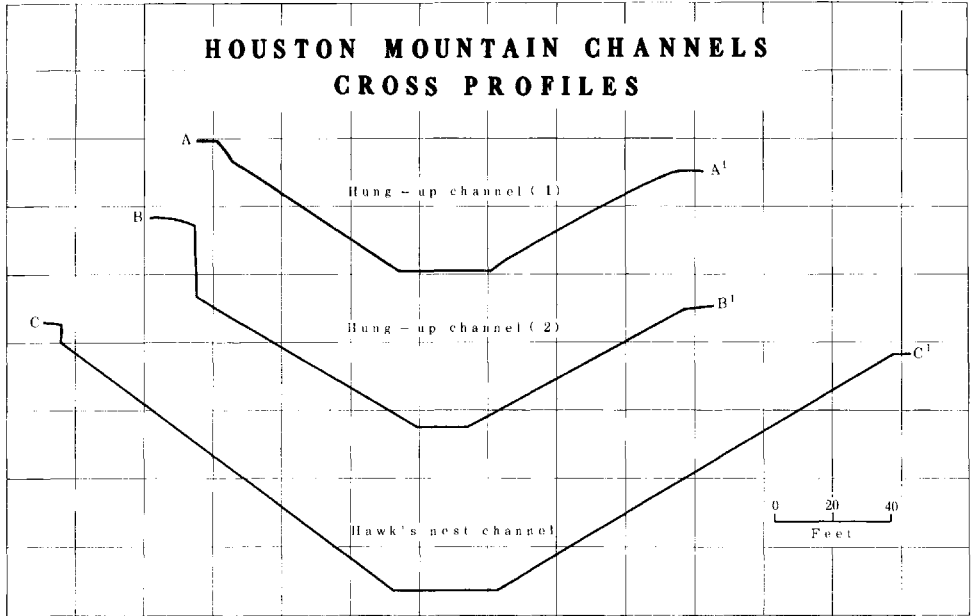 HOUSTON MOUNTAIN CHANNELS
CROSS PROFILES
A
Hung-up channel (1)
A¹
B
Hung-up channel (2)
B¹
C
C¹
Hawk's nest channel
0 20 40
Feet